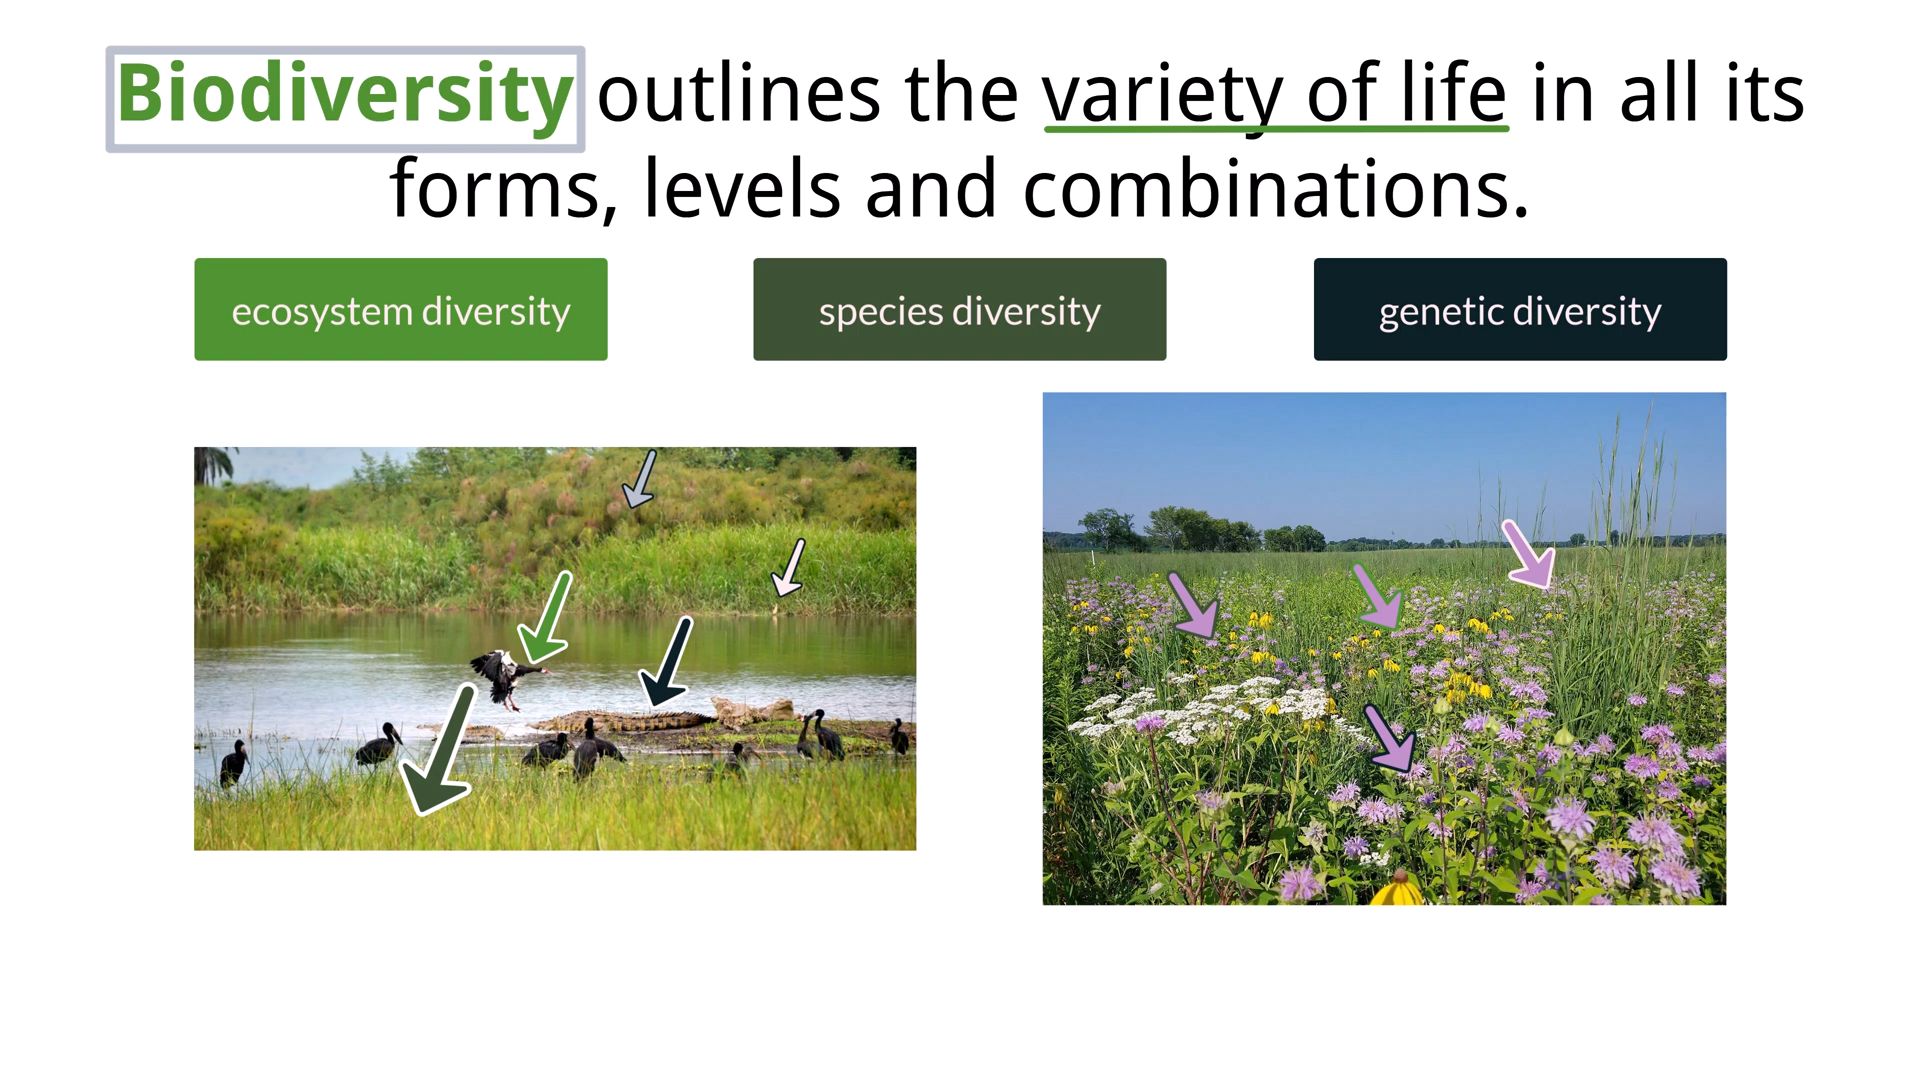 Biodiversity outlines the variety of life in all its
forms, levels and combinations.
ecosystem diversity
species diversity
genetic diversity